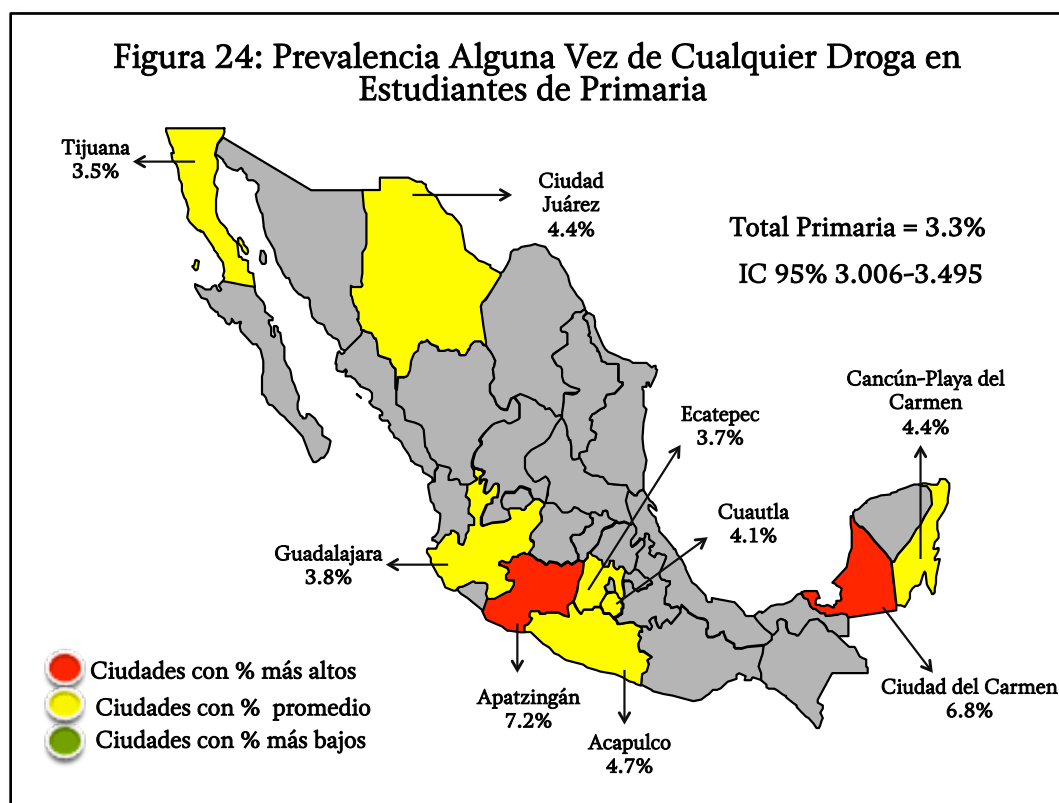 Figura 24: Prevalencia Alguna Vez de Cualquier Droga en
Estudiantes de Primaria
Tijuana
3.5%
Ciudad
Juárez
4.4%
Total Primaria = 3.3%
IC 95% 3.006-3.495
Cancún-Playa del
Carmen
4.4%
Ecatepec
3.7%
Cuautla
4.1%
Guadalajara
3.8%
Ciudades con % más altos
Ciudades con % promedio
Ciudades con % más bajos
Apatzingán
7.2%
Acapulco
4.7%
Ciudad del Carmen
6.8%